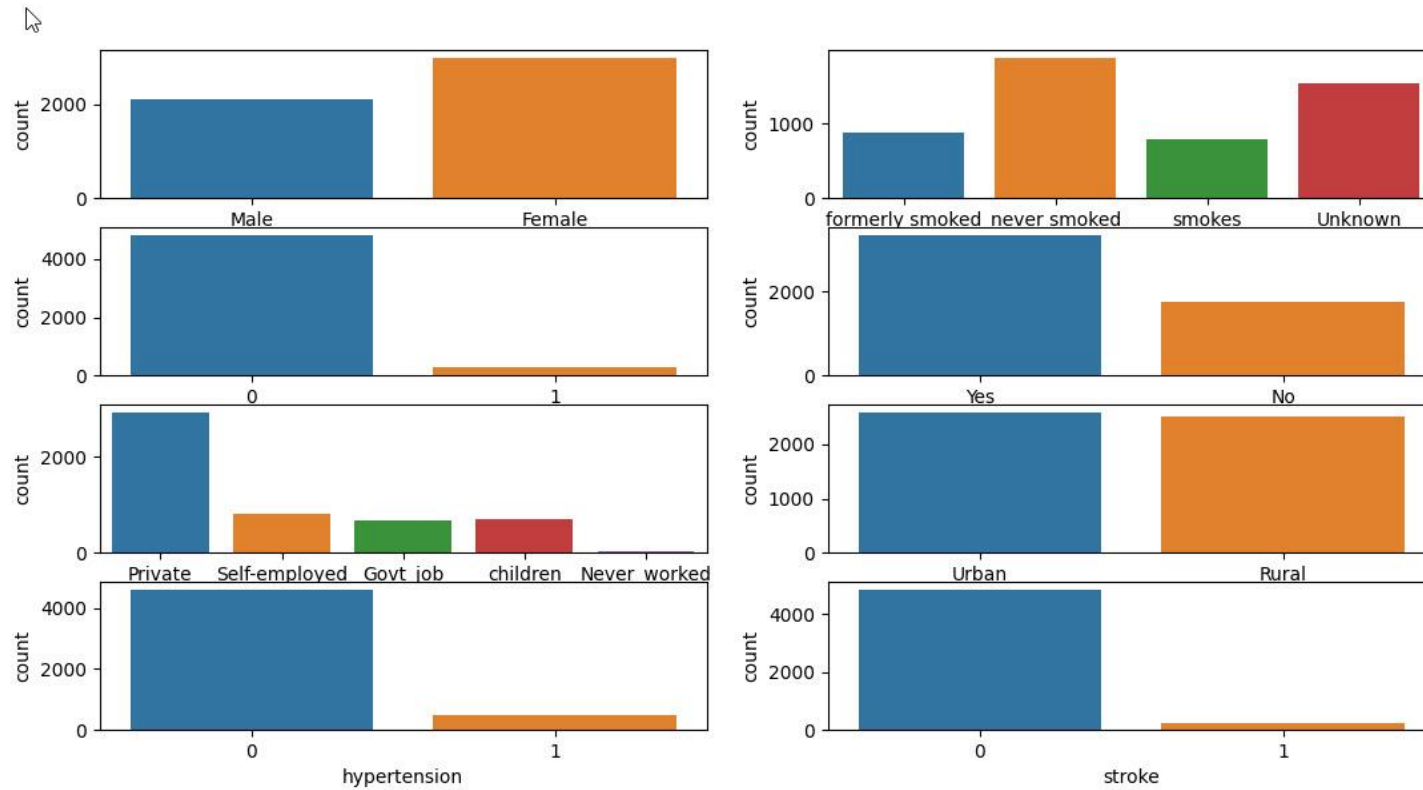 count
2000
0
Male Female
count
1000
0
formerly smoked never smoked smokes Unknown
count
4000
2000
0
0 1
count
2000
0
Yes No
count
2000
0
Private Self-employed Govt_job children Never_worked
count
2000
1000
0
Urban Rural
count
4000
2000
0
0 1
hypertension
count
4000
2000
0
0 1
stroke